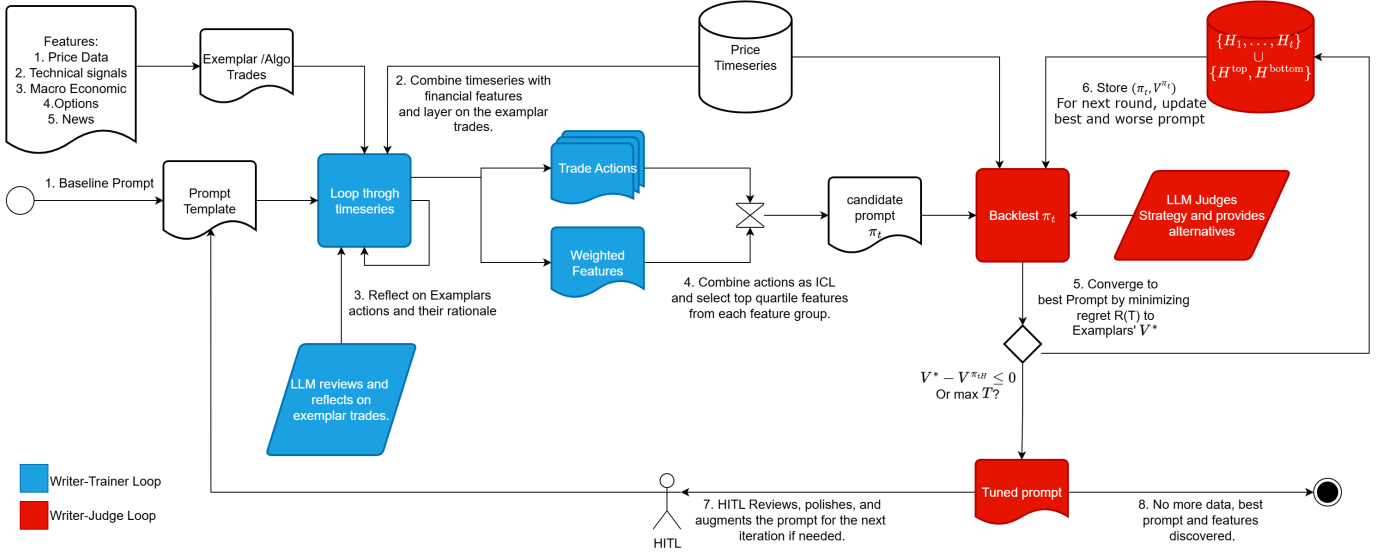 Features:
1. Price Data
2. Technical signals
3. Macro Economic
4.Options
5. News
Exemplar /Algo
Trades
2. Combine timeseries with
financial features
and layer on the examplar
trades.
Price
Timeseries
{H₁, . . . , Hₜ}
∪
{H^top, H^bottom}
6. Store (πₜ, V^πₜ)
For next round, update
best and worse prompt
1. Baseline Prompt
Prompt
Template
Loop throgh
timeseries
Trade Actions
Weighted
Features
candidate
prompt
πₜ
Backtest πₜ
LLM Judges
Strategy and provides
alternatives
3. Reflect on Examplars
actions and their rationale
4. Combine actions as ICL
and select top quartile features
from each feature group.
5. Converge to
best Prompt by minimizing
regret R(T) to
Examplars' V*
LLM reviews and
reflects on
exemplar trades.
V* − V^π_tH ≤ 0
Or max T?
Writer-Trainer Loop
Writer-Judge Loop
HITL
7. HITL Reviews, polishes, and
augments the prompt for the next
iteration if needed.
Tuned prompt
8. No more data, best
prompt and features
discovered.